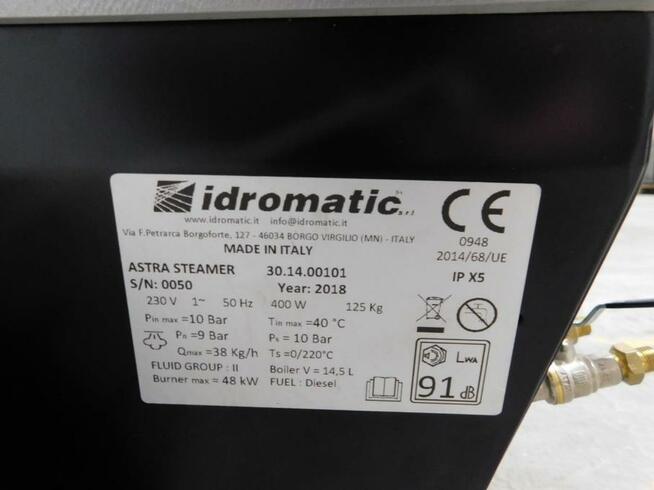 idromatic s.r.l
www.idromatic.it info@idromatic.it
Via F.Petrarca Borgoforte, 127 - 46034 BORGO VIRGILIO (MN) - ITALY
MADE IN ITALY
CE
0948
2014/68/UE
IP X5
ASTRA STEAMER 30.14.00101
S/N: 0050 Year: 2018
230 V 1~ 50 Hz 400 W 125 Kg
Pin max =10 Bar Tin max =40 °C
Pn =9 Bar Ps = 10 Bar
Qmax =38 Kg/h Ts =0/220°C
FLUID GROUP : II Boiler V = 14,5 L
Burner max = 48 kW FUEL : Diesel
LWA
91 dB